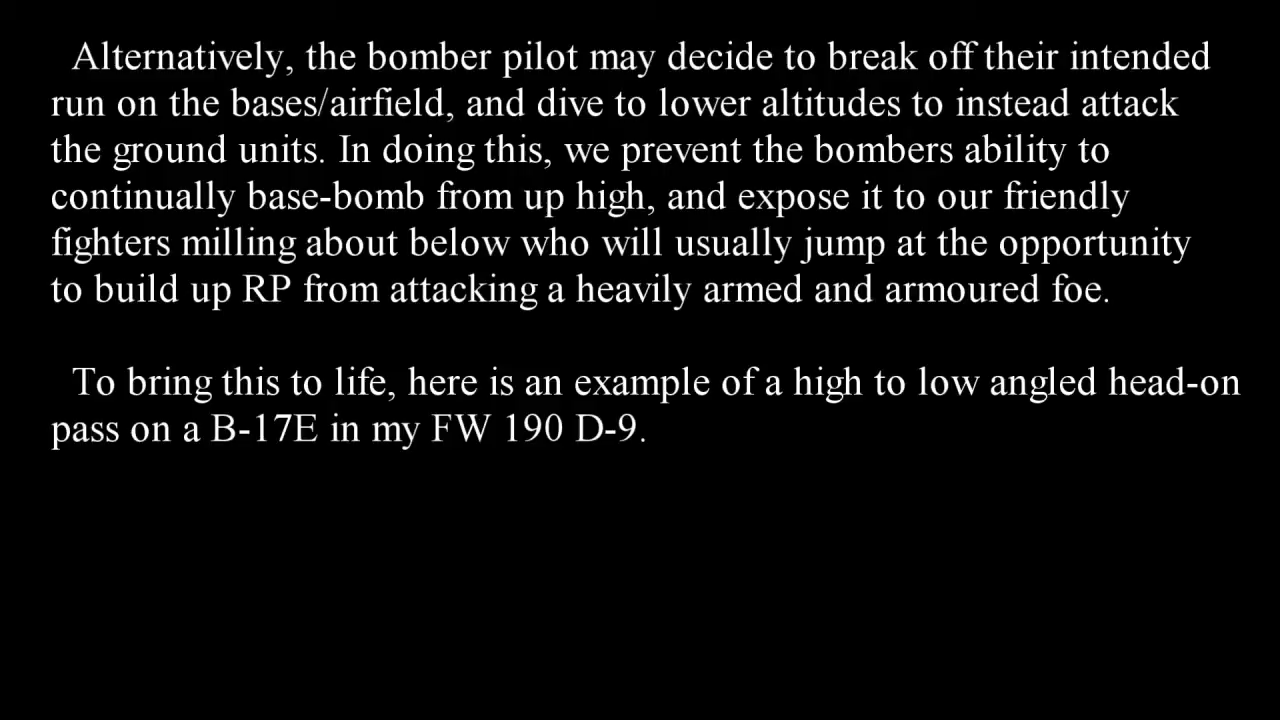 Alternatively, the bomber pilot may decide to break off their intended
run on the bases/airfield, and dive to lower altitudes to instead attack
the ground units. In doing this, we prevent the bombers ability to
continually base-bomb from up high, and expose it to our friendly
fighters milling about below who will usually jump at the opportunity
to build up RP from attacking a heavily armed and armoured foe.
To bring this to life, here is an example of a high to low angled head-on
pass on a B-17E in my FW 190 D-9.